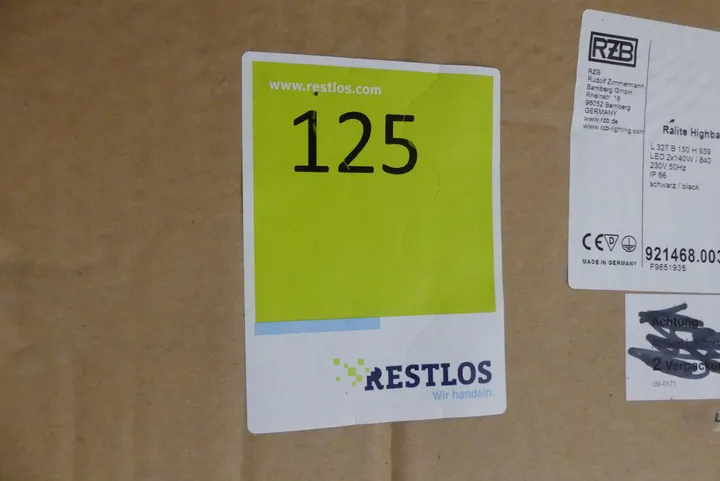 www.restlos.com
125
RESTLOS
Wir handeln.
RZB
RZB
Rudolf Zimmermann
Bamberg GmbH
Rheinstr. 16
96052 Bamberg
GERMANY
www.rzb.de
www.rzb-lighting.com
Ralite Highba
L 327 B 150 H 939
LED 2x140W / 840
230V 50Hz
IP 66
schwarz / black
CE D
MADE IN GERMANY
921468.003
F9851935
Achtung
2 Verpacku
09-0171